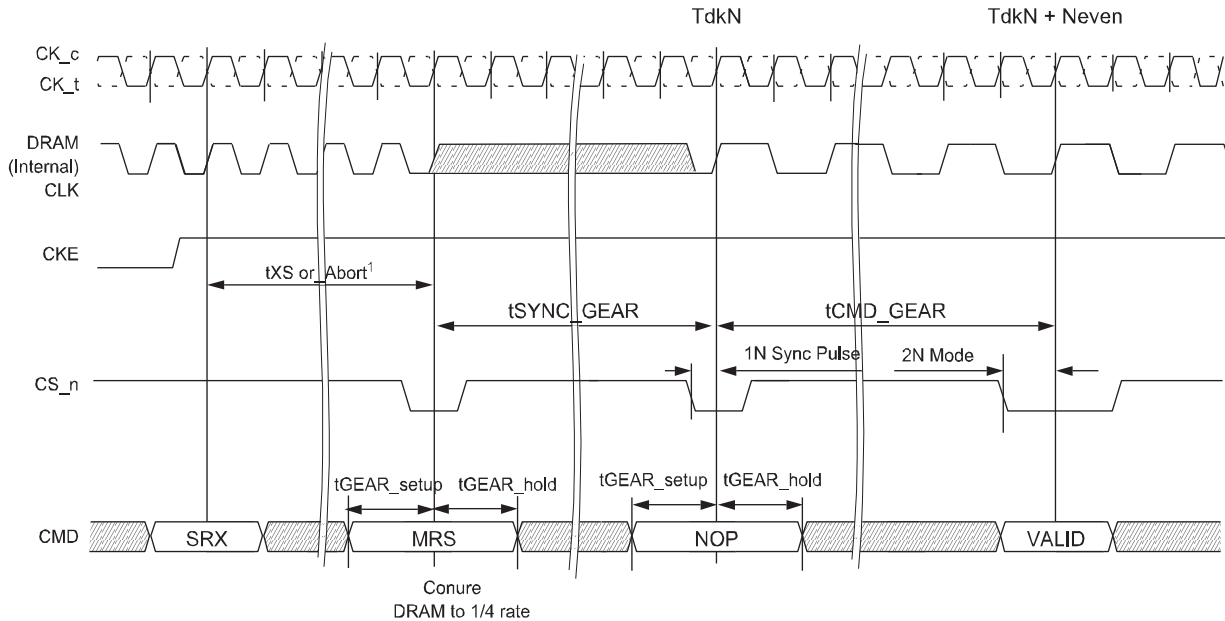 TdkN
TdkN + Neven
CK_c
CK_t
DRAM
(Internal)
CLK
CKE
tXS or_Abort¹
tSYNC_GEAR
tCMD_GEAR
1N Sync Pulse
2N Mode
CS_n
tGEAR_setup
tGEAR_hold
tGEAR_setup
tGEAR_hold
CMD
SRX
MRS
NOP
VALID
Conure
DRAM to 1/4 rate